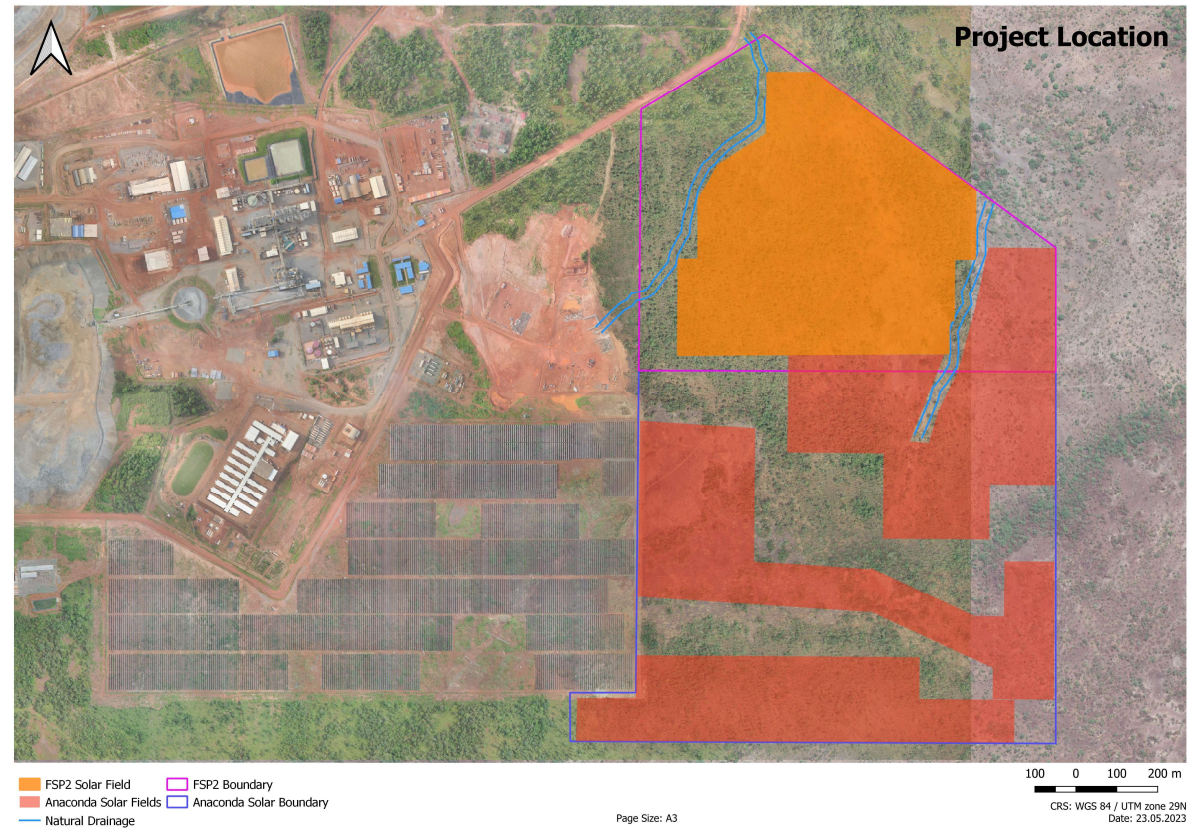 Project Location
FSP2 Solar Field
FSP2 Boundary
Anaconda Solar Fields
Anaconda Solar Boundary
Natural Drainage
Page Size: A3
100 0 100 200 m
CRS: WGS 84 / UTM zone 29N
Date: 23.05.2023